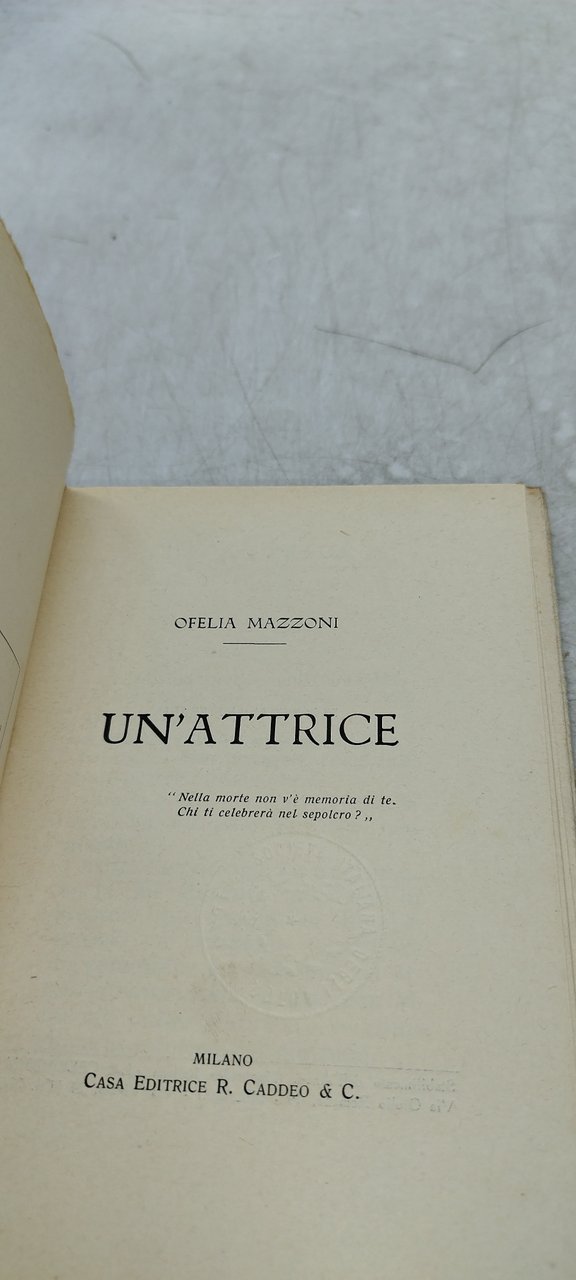 OFELIA MAZZONI
UN'ATTRICE
“ Nella morte non v'è memoria di te.
Chi ti celebrerà nel sepolcro ? „
MILANO
CASA EDITRICE R. CADDEO & C.